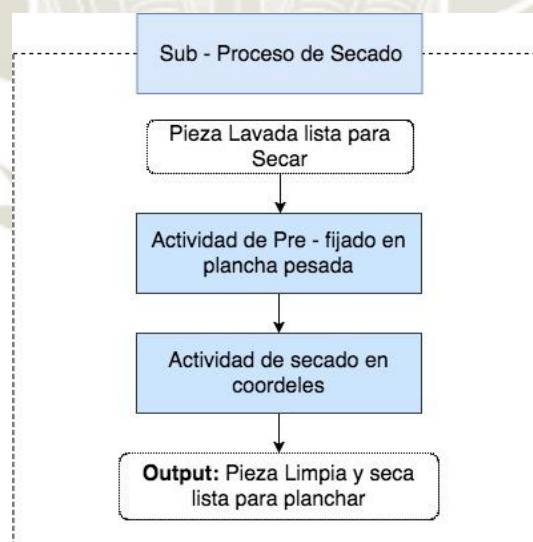 Sub - Proceso de Secado
Pieza Lavada lista para
Secar
Actividad de Pre - fijado en
plancha pesada
Actividad de secado en
coordeles
Output: Pieza Limpia y seca
lista para planchar